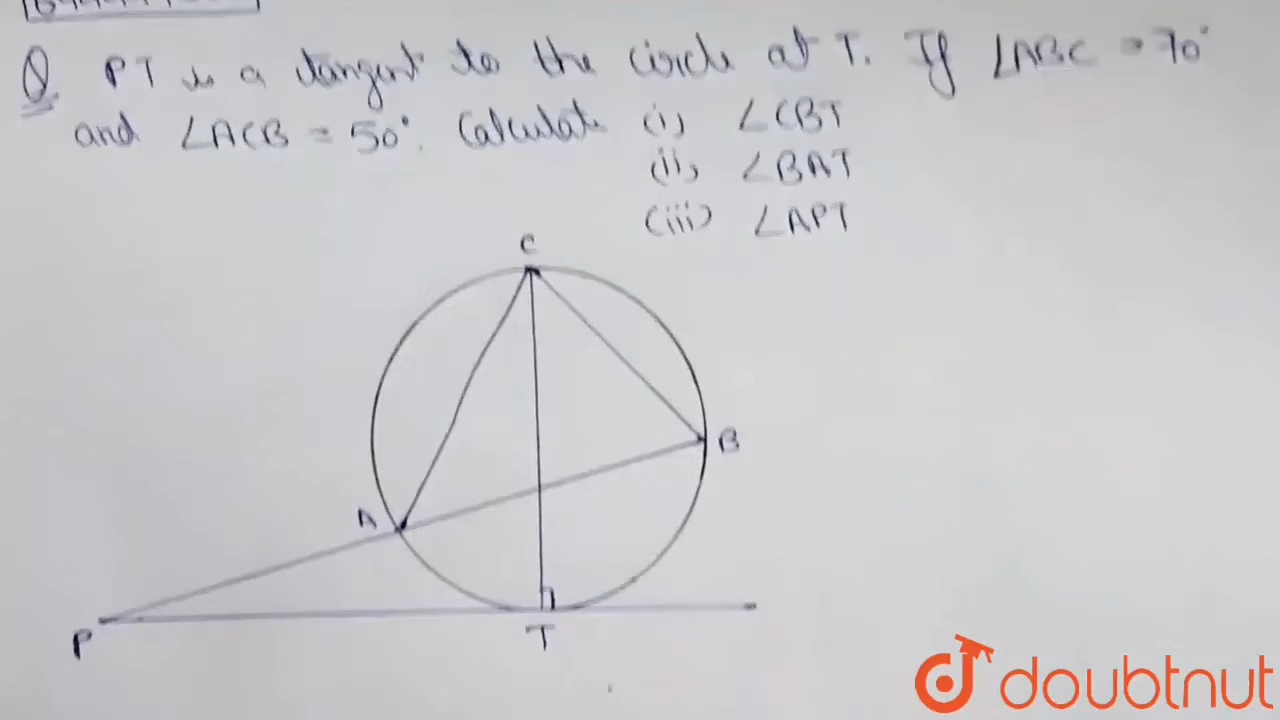 Q. PT is a tangent to the circle at T. If ∠ABC = 70°
and ∠ACB = 50°. Calculate (i) ∠CBT
(ii) ∠BAT
(iii) ∠APT
C
B
A
P
T
doubtnut